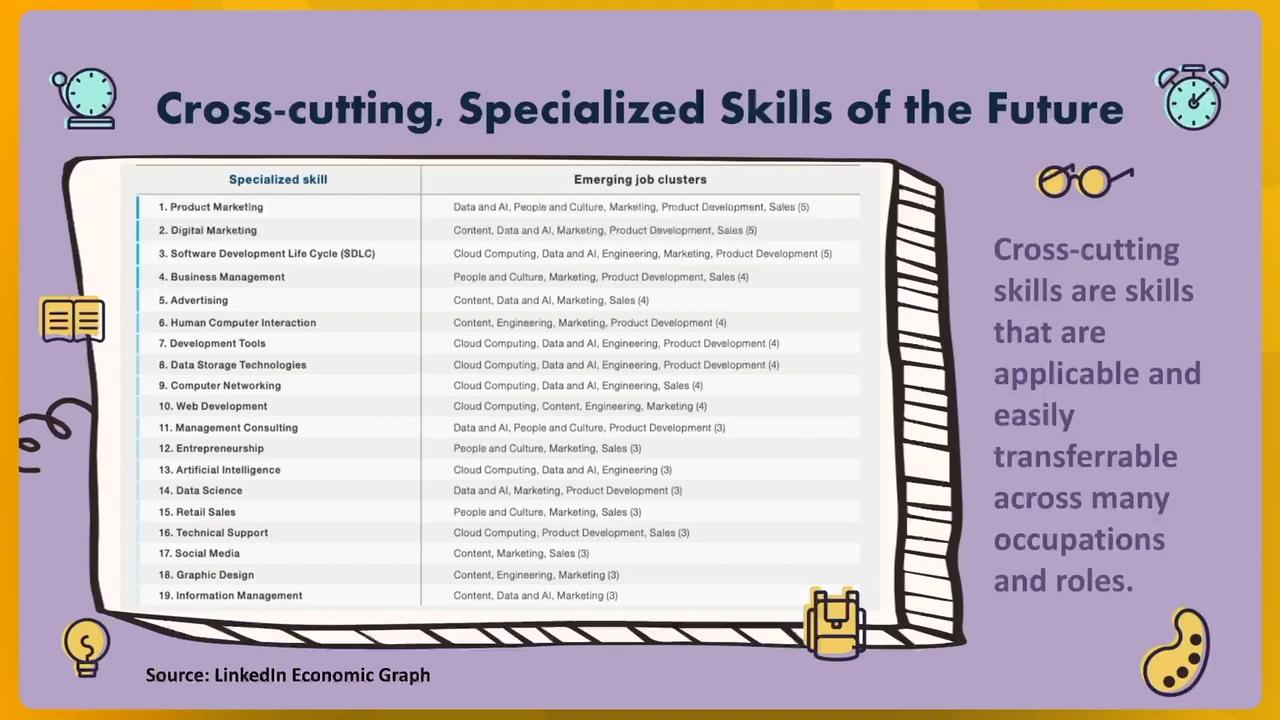 Cross-cutting, Specialized Skills of the Future
Specialized skill Emerging job clusters
1. Product Marketing Data and AI, People and Culture, Marketing, Product Development, Sales (5)
2. Digital Marketing Content, Data and AI, Marketing, Product Development, Sales (5)
3. Software Development Life Cycle (SDLC) Cloud Computing, Data and AI, Engineering, Marketing, Product Development (5)
4. Business Management People and Culture, Marketing, Product Development, Sales (4)
5. Advertising Content, Data and AI, Marketing, Sales (4)
6. Human Computer Interaction Content, Engineering, Marketing, Product Development (4)
7. Development Tools Cloud Computing, Data and AI, Engineering, Product Development (4)
8. Data Storage Technologies Cloud Computing, Data and AI, Engineering, Product Development (4)
9. Computer Networking Cloud Computing, Data and AI, Engineering, Sales (4)
10. Web Development Cloud Computing, Content, Engineering, Marketing (4)
11. Management Consulting Data and AI, People and Culture, Product Development (3)
12. Entrepreneurship People and Culture, Marketing, Sales (3)
13. Artificial Intelligence Cloud Computing, Data and AI, Engineering (3)
14. Data Science Data and AI, Marketing, Product Development (3)
15. Retail Sales People and Culture, Marketing, Sales (3)
16. Technical Support Cloud Computing, Product Development, Sales (3)
17. Social Media Content, Marketing, Sales (3)
18. Graphic Design Content, Engineering, Marketing (3)
19. Information Management Content, Data and AI, Marketing (3)
Cross-cutting
skills are skills
that are
applicable and
easily
transferrable
across many
occupations
and roles.
Source: LinkedIn Economic Graph